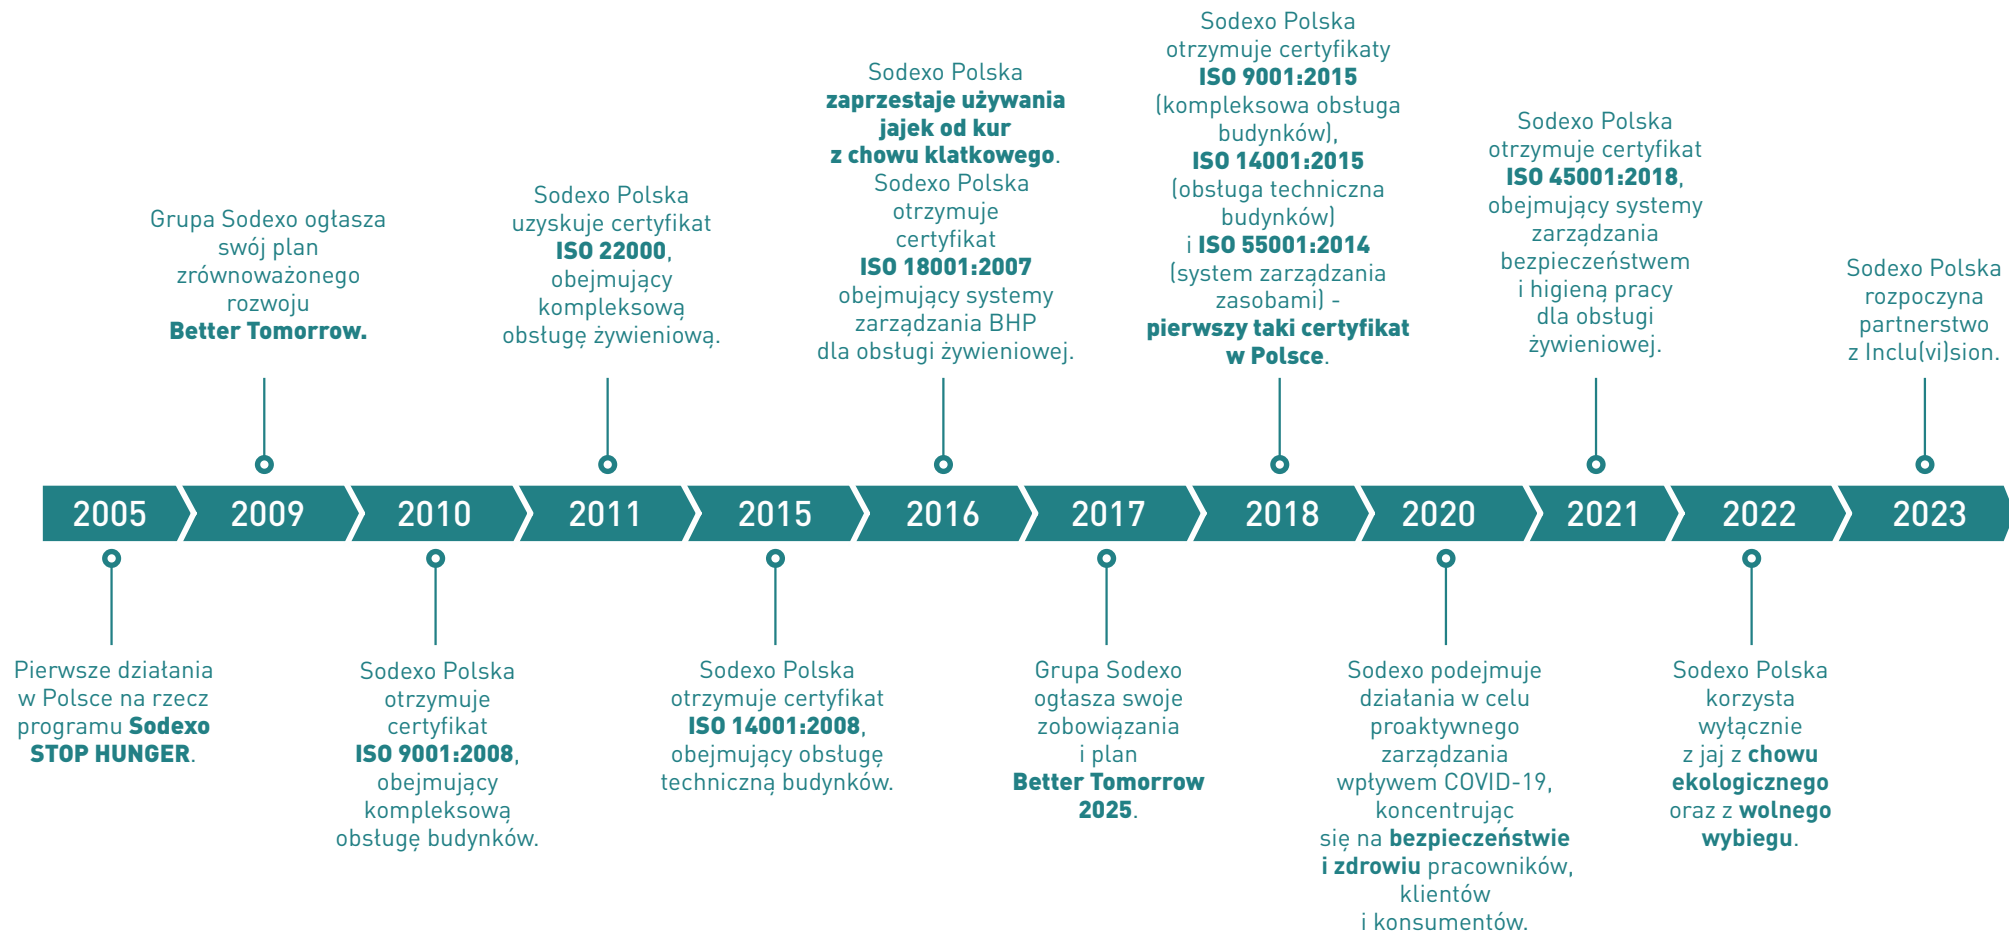 Grupa Sodexo ogłasza
swój plan
zrównoważonego
rozwoju
Better Tomorrow.
Sodexo Polska
uzyskuje certyfikat
ISO 22000,
obejmujący
kompleksową
obsługę żywieniową.
Sodexo Polska
zaprzestaje używania
jajek od kur
z chowu klatkowego.
Sodexo Polska
otrzymuje
certyfikat
ISO 18001:2007
obejmujący systemy
zarządzania BHP
dla obsługi żywieniowej.
Sodexo Polska
otrzymuje certyfikaty
ISO 9001:2015
(kompleksowa obsługa
budynków),
ISO 14001:2015
(obsługa techniczna
budynków)
i ISO 55001:2014
(system zarządzania
zasobami) -
pierwszy taki certyfikat
w Polsce.
Sodexo Polska
otrzymuje certyfikat
ISO 45001:2018,
obejmujący systemy
zarządzania
bezpieczeństwem
i higieną pracy
dla obsługi
żywieniowej.
Sodexo Polska
rozpoczyna
partnerstwo
z Inclu(vi)sion.
2005 2009 2010 2011 2015 2016 2017 2018 2020 2021 2022 2023
Pierwsze działania
w Polsce na rzecz
programu Sodexo
STOP HUNGER.
Sodexo Polska
otrzymuje
certyfikat
ISO 9001:2008,
obejmujący
kompleksową
obsługę budynków.
Sodexo Polska
otrzymuje certyfikat
ISO 14001:2008,
obejmujący obsługę
techniczną budynków.
Grupa Sodexo
ogłasza swoje
zobowiązania
i plan
Better Tomorrow
2025.
Sodexo podejmuje
działania w celu
proaktywnego
zarządzania
wpływem COVID-19,
koncentrując
się na bezpieczeństwie
i zdrowiu pracowników,
klientów
i konsumentów.
Sodexo Polska
korzysta
wyłącznie
z jaj z chowu
ekologicznego
oraz z wolnego
wybiegu.